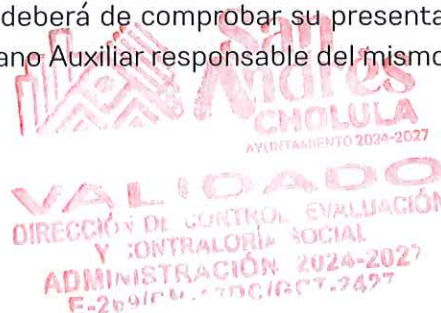 deberá de comprobar su presenta
ano Auxiliar responsable del mismo
San
Andrés
CHOLULA
AYUNTAMIENTO 2024-2027
VALIDADO
DIRECCIÓN DE CONTROL EVALUACIÓN
Y CONTRALORÍA SOCIAL
ADMINISTRACIÓN 2024-2027